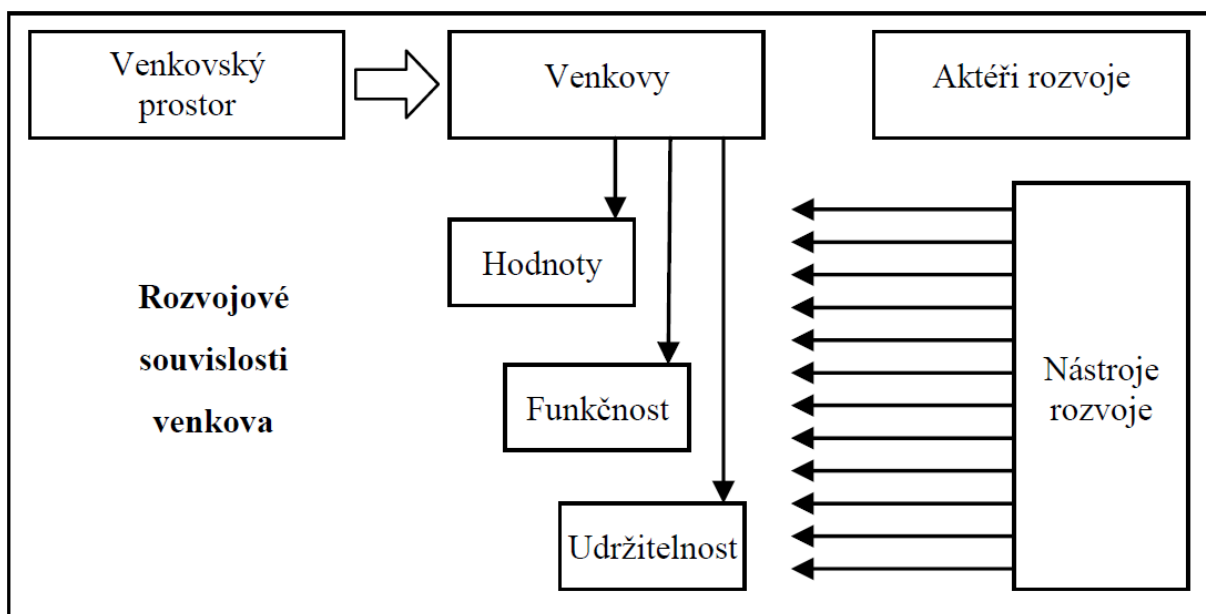 Venkovský
prostor
Venkovy
Aktéři rozvoje
Hodnoty
Rozvojové
souvislosti
venkova
Funkčnost
Nástroje
rozvoje
Udržitelnost